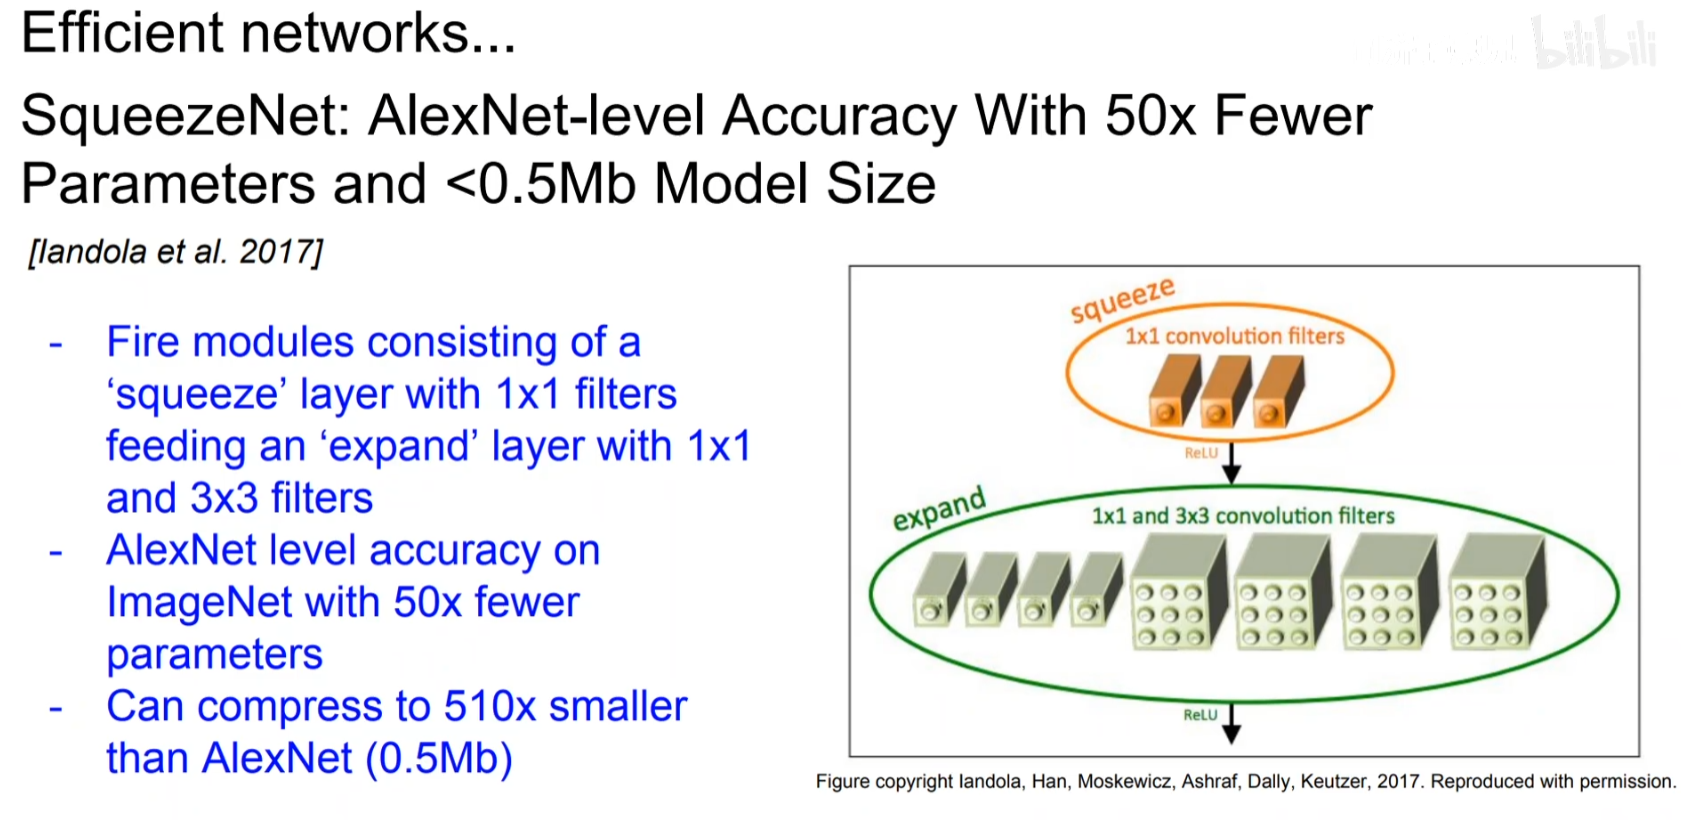 Efficient networks...
bilibili
SqueezeNet: AlexNet-level Accuracy With 50x Fewer
Parameters and <0.5Mb Model Size
[Iandola et al. 2017]
- Fire modules consisting of a
‘squeeze’ layer with 1x1 filters
feeding an ‘expand’ layer with 1x1
and 3x3 filters
- AlexNet level accuracy on
ImageNet with 50x fewer
parameters
- Can compress to 510x smaller
than AlexNet (0.5Mb)
squeeze
1x1 convolution filters
ReLU
expand
1x1 and 3x3 convolution filters
ReLU
Figure copyright Iandola, Han, Moskewicz, Ashraf, Dally, Keutzer, 2017. Reproduced with permission.